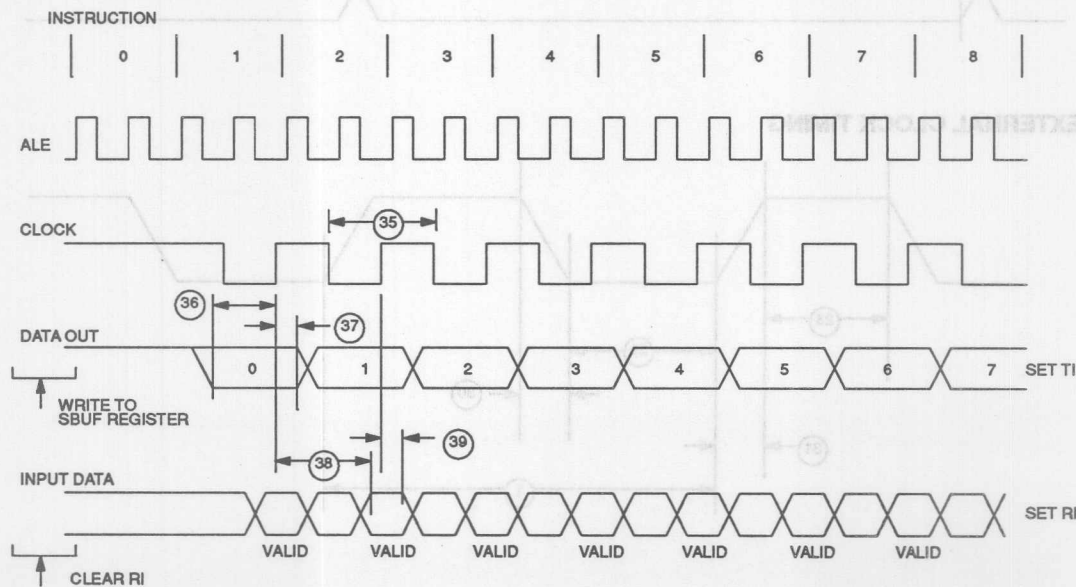 INSTRUCTION
0 1 2 3 4 5 6 7 8
EXTERNAL CLOCK TIMING
ALE
CLOCK
35
36
37
DATA OUT
0 1 2 3 4 5 6 7
SET TI
WRITE TO
SBUF REGISTER
39
38
INPUT DATA
SET RI
VALID VALID VALID VALID VALID VALID VALID
CLEAR RI